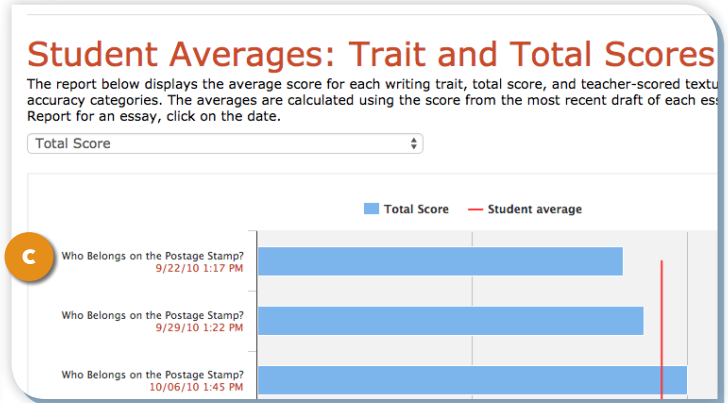 Student Averages: Trait and Total Scores
The report below displays the average score for each writing trait, total score, and teacher-scored
accuracy categories. The averages are calculated using the score from the most recent draft of each
Report for an essay, click on the date.
Total Score
Total Score Student average
C
Who Belongs on the Postage Stamp?
9/22/10 1:17 PM
Who Belongs on the Postage Stamp?
9/29/10 1:22 PM
Who Belongs on the Postage Stamp?
10/06/10 1:45 PM